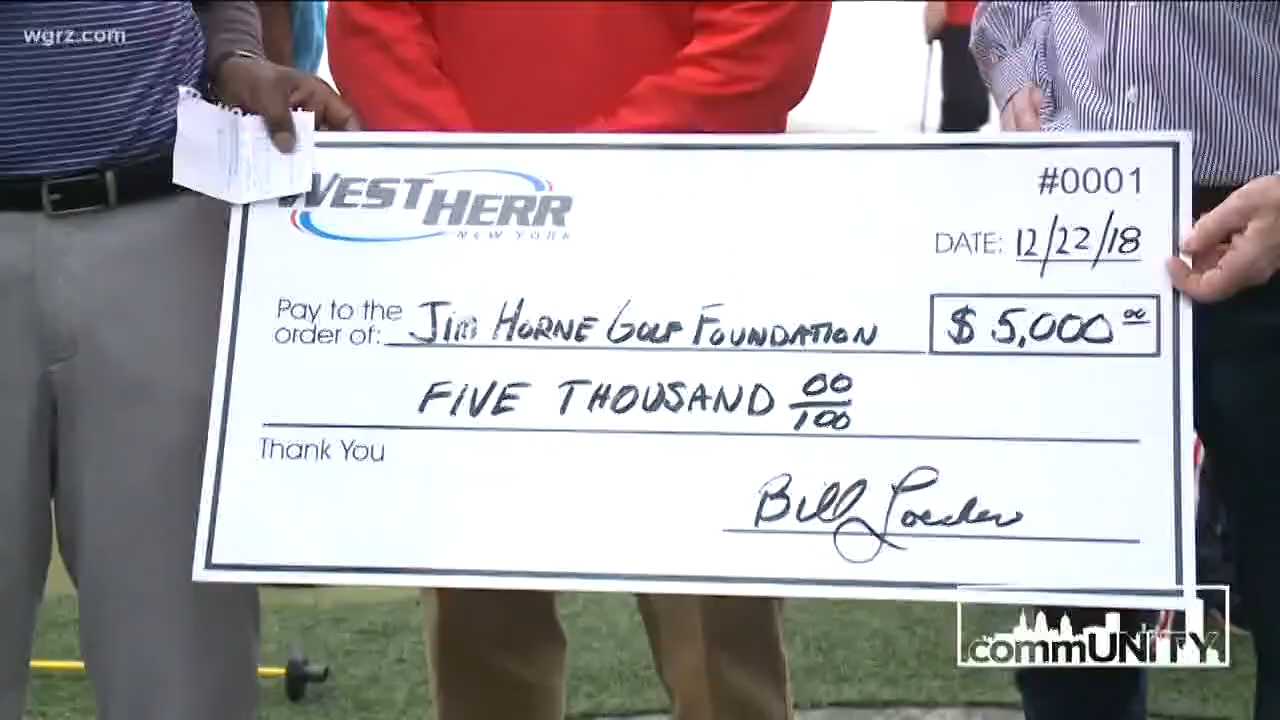 wgrz.com
WEST HERR
NEW YORK
#0001
DATE: 12/22/18
Pay to the order of: Jim HORNE GOLF FOUNDATION
$ 5,000 00
FIVE THOUSAND 00/100
Thank You
Bill
commUNITY